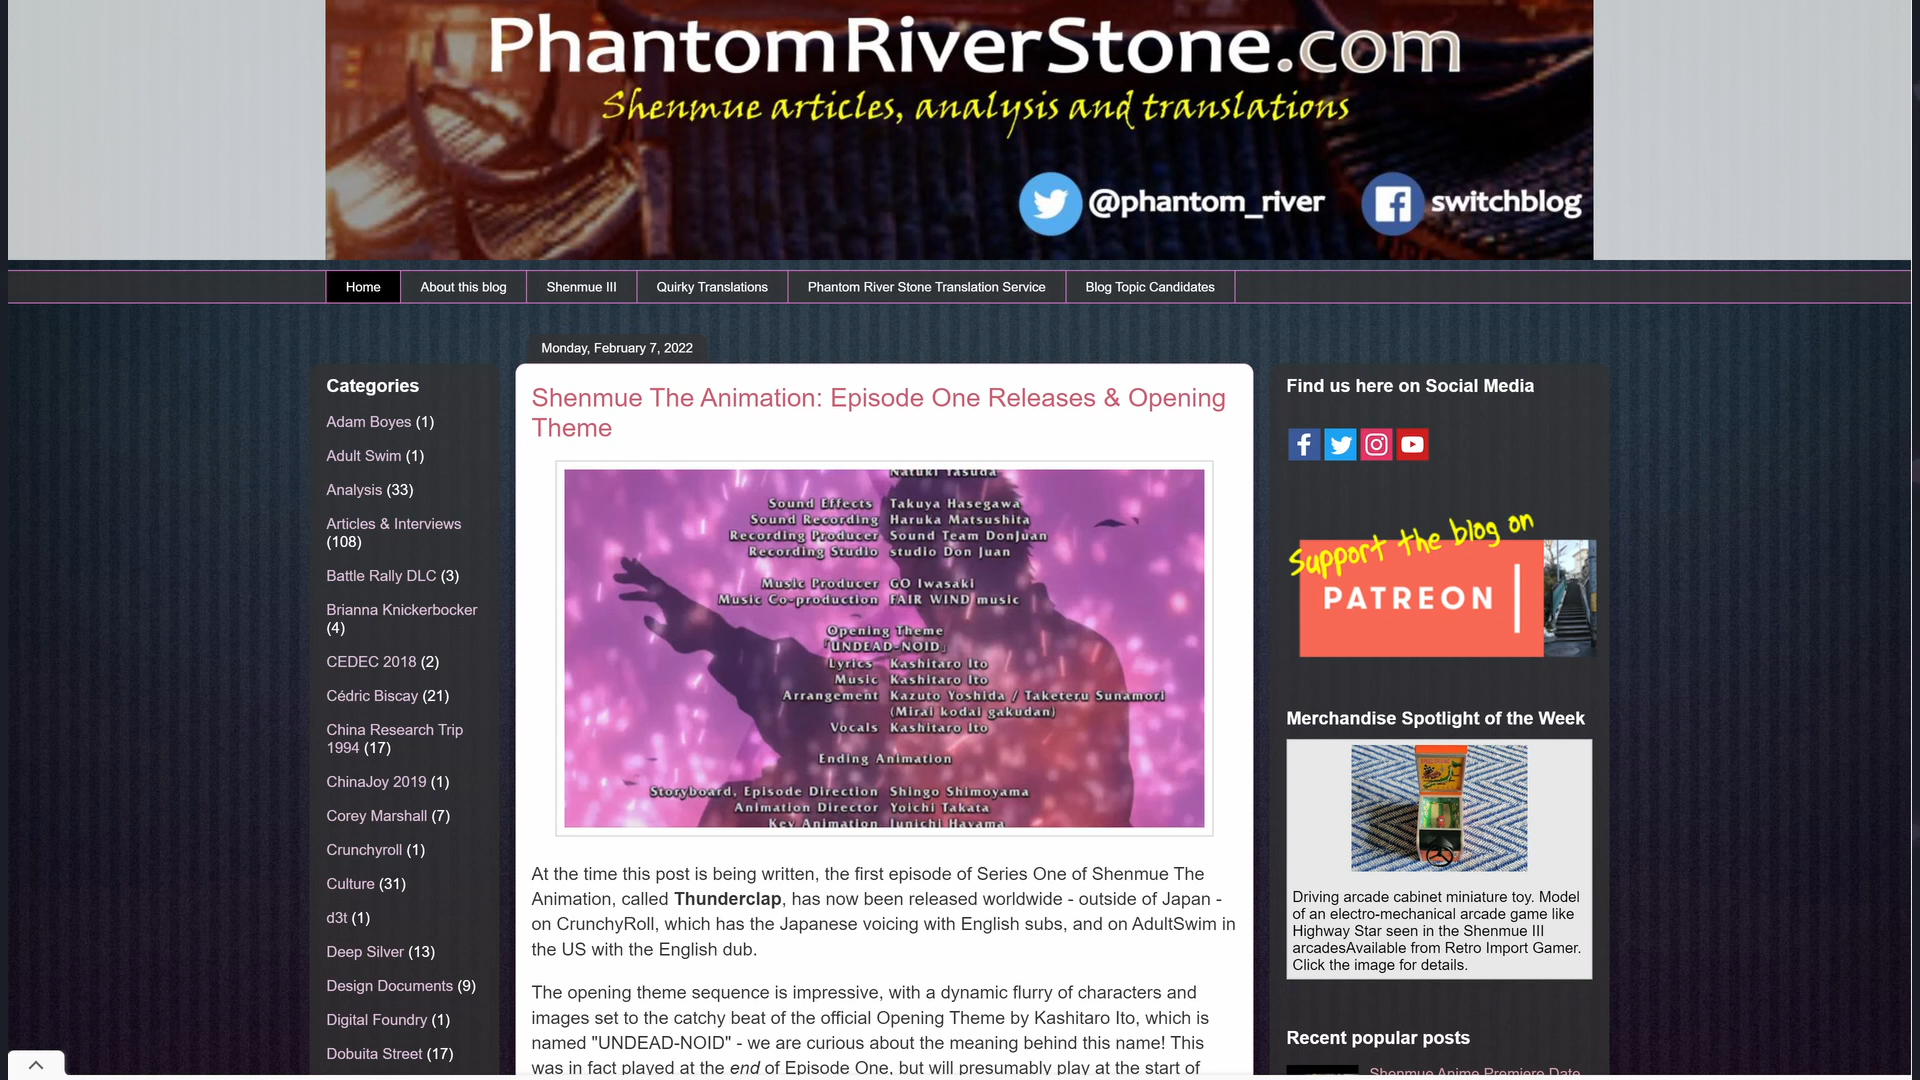 PhantomRiverStone.com
Shenmue articles, analysis and translations
@phantom_river
switchblog
Home
About this blog
Shenmue III
Quirky Translations
Phantom River Stone Translation Service
Blog Topic Candidates
Monday, February 7, 2022
Categories
Adam Boyes (1)
Adult Swim (1)
Analysis (33)
Articles & Interviews
(108)
Battle Rally DLC (3)
Brianna Knickerbocker
(4)
CEDEC 2018 (2)
Cédric Biscay (21)
China Research Trip
1994 (17)
ChinaJoy 2019 (1)
Corey Marshall (7)
Crunchyroll (1)
Culture (31)
d3t (1)
Deep Silver (13)
Design Documents (9)
Digital Foundry (1)
Dobuita Street (17)
Shenmue The Animation: Episode One Releases & Opening
Theme
Natuki Yasuda
Sound Effects Takuya Hasegawa
Sound Recording Haruka Matsushita
Recording Producer Sound Team DonJuan
Recording Studio studio Don Juan
Music Producer GO Iwasaki
Music Co-production FAIR WIND music
Opening Theme
「UNDEAD-NOID」
Lyrics Kashitaro Ito
Music Kashitaro Ito
Arrangement Kazuto Yoshida / Taketeru Sunamori
(Mirai kodai gakudan)
Vocals Kashitaro Ito
Ending Animation
Storyboard, Episode Direction Shingo Shimoyama
Animation Director Yoichi Takata
Key Animation Junichi Hayama
At the time this post is being written, the first episode of Series One of Shenmue The
Animation, called Thunderclap, has now been released worldwide - outside of Japan -
on CrunchyRoll, which has the Japanese voicing with English subs, and on AdultSwim in
the US with the English dub.
The opening theme sequence is impressive, with a dynamic flurry of characters and
images set to the catchy beat of the official Opening Theme by Kashitaro Ito, which is
named "UNDEAD-NOID" - we are curious about the meaning behind this name! This
was in fact played at the end of Episode One, but will presumably play at the start of
Find us here on Social Media
Support the blog on
PATREON
Merchandise Spotlight of the Week
Driving arcade cabinet miniature toy. Model
of an electro-mechanical arcade game like
Highway Star seen in the Shenmue III
arcadesAvailable from Retro Import Gamer.
Click the image for details.
Recent popular posts
Shenmue Anime Premiere Date